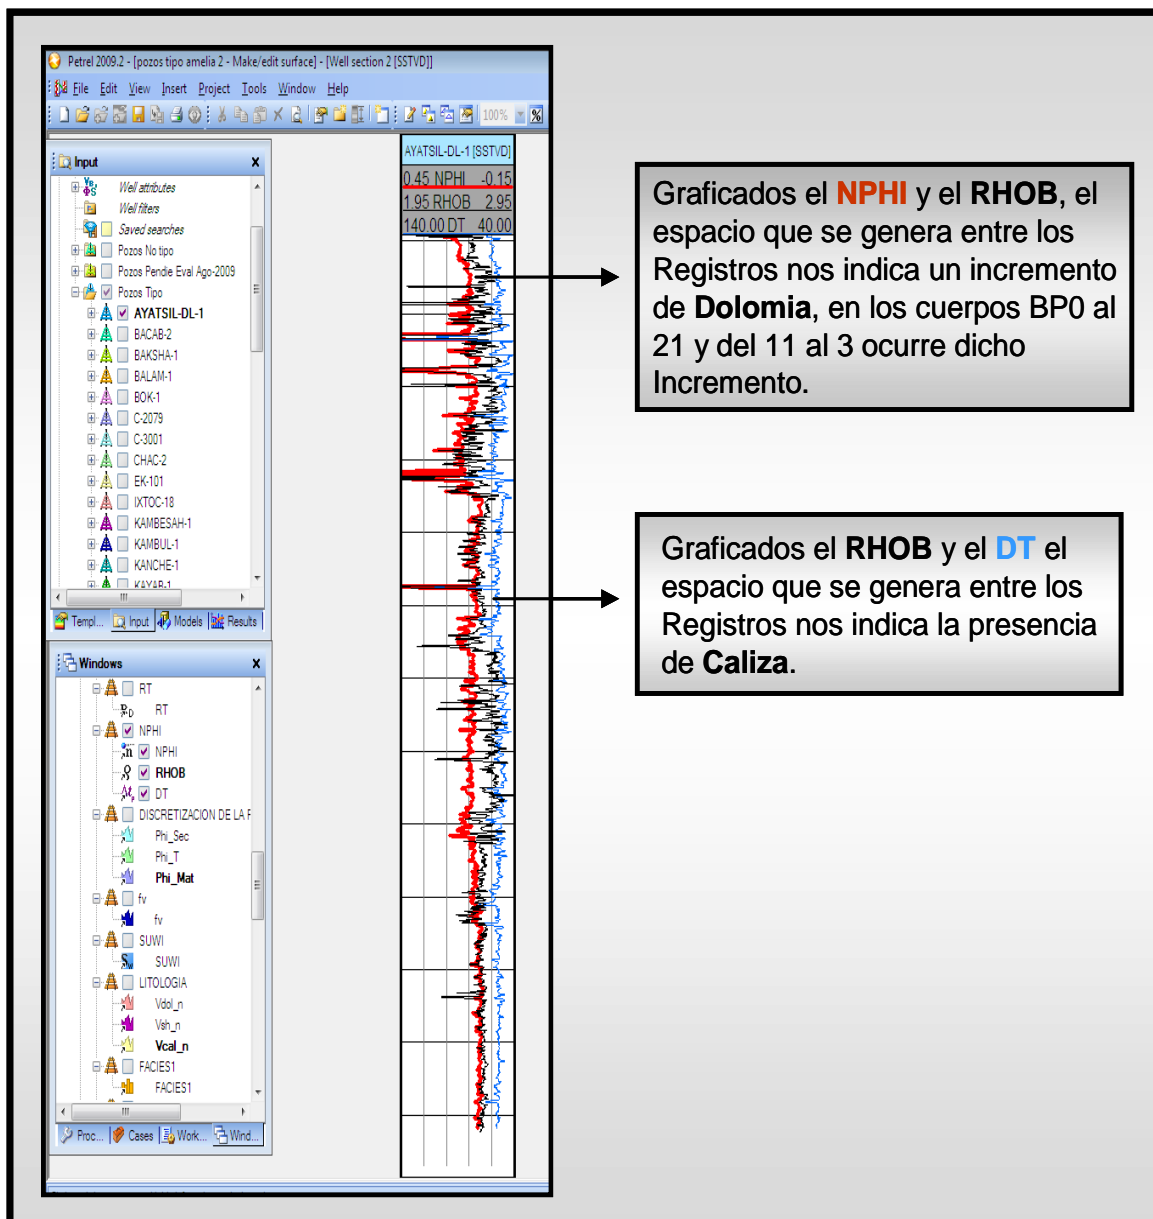 Petrel 2009.2 - [pozos tipo amelia 2 - Make/edit surface] - [Well section 2 [SSTVD]]
File Edit View Insert Project Tools Window Help
100%
Input
Well attributes
Well filters
Saved searches
Pozos No tipo
Pozos Pendie Eval Ago-2009
Pozos Tipo
AYATSIL-DL-1
BACAB-2
BAKSHA-1
BALAM-1
BOK-1
C-2079
C-3001
CHAC-2
EK-101
IXTOC-18
KAMBESAH-1
KAMBUL-1
KANCHE-1
KAYAB-1
Templ... Input Models Results
Windows
RT
RT
NPHI
NPHI
RHOB
DT
DISCRETIZACION DE LA F
Phi_Sec
Phi_T
Phi_Mat
fv
fv
SUWI
SUWI
LITOLOGIA
Vdol_n
Vsh_n
Vcal_n
FACIES1
FACIES1
Proc... Cases Work... Wind...
AYATSIL-DL-1 [SSTVD]
0.45 NPHI -0.15
1.95 RHOB 2.95
140.00 DT 40.00
Graficados el NPHI y el RHOB, el
espacio que se genera entre los
Registros nos indica un incremento
de Dolomia, en los cuerpos BP0 al
21 y del 11 al 3 ocurre dicho
Incremento.
Graficados el RHOB y el DT el
espacio que se genera entre los
Registros nos indica la presencia
de Caliza.